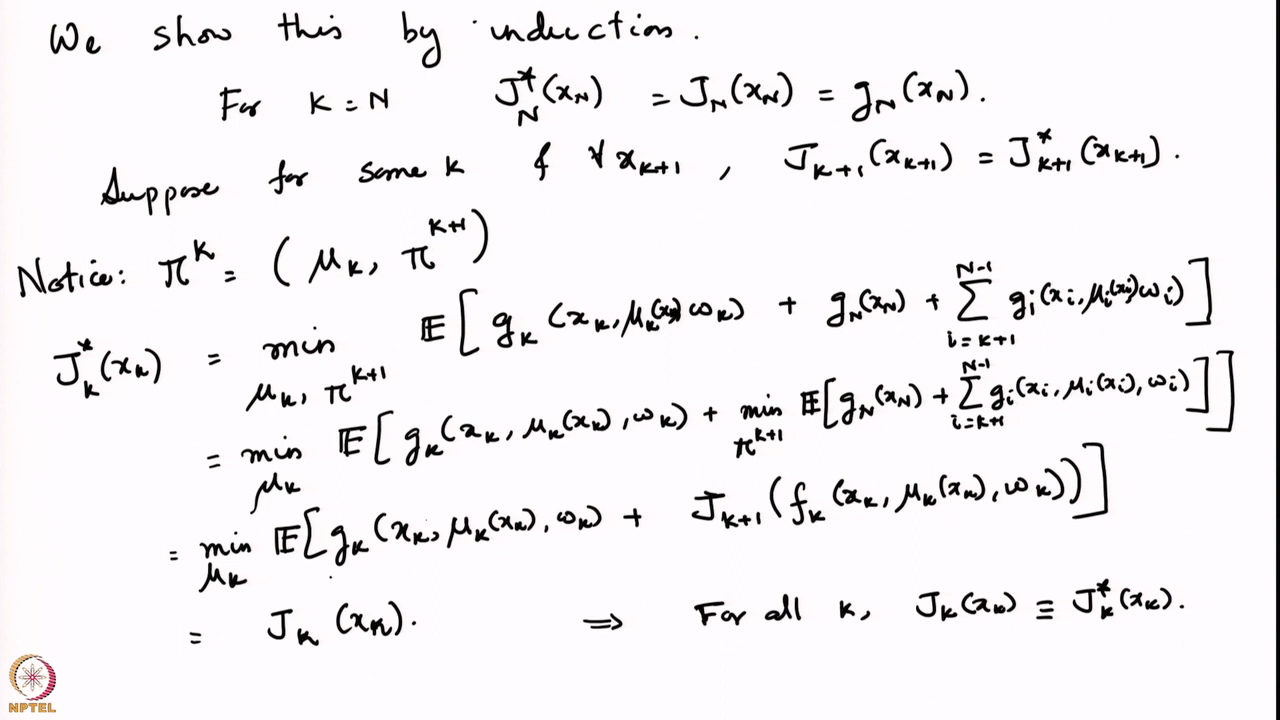 We show this by induction.
For k = N J*_N(x_N) = J_N(x_N) = g_N(x_N).
Suppose for some k & ∀ x_{k+1}, J_{k+1}(x_{k+1}) = J*_{k+1}(x_{k+1}).
Notice: π^k = (μ_k, π^{k+1})
J*_k(x_k) = min_{μ_k, π^{k+1}} 𝔼[g_k(x_k, μ_k(x_k) ω_k) + g_N(x_N) + Σ_{i=k+1}^{N-1} g_i(x_i, μ_i(x_i) ω_i)]
= min_{μ_k} 𝔼[g_k(x_k, μ_k(x_k), ω_k) + min_{π^{k+1}} 𝔼[g_N(x_N) + Σ_{i=k+1}^{N-1} g_i(x_i, μ_i(x_i), ω_i)]]
= min_{μ_k} 𝔼[g_k(x_k, μ_k(x_k), ω_k) + J_{k+1}(f_k(x_k, μ_k(x_k), ω_k))]
= J_k(x_k). ⟹ For all k, J_k(x_k) ≡ J*_k(x_k).
NPTEL